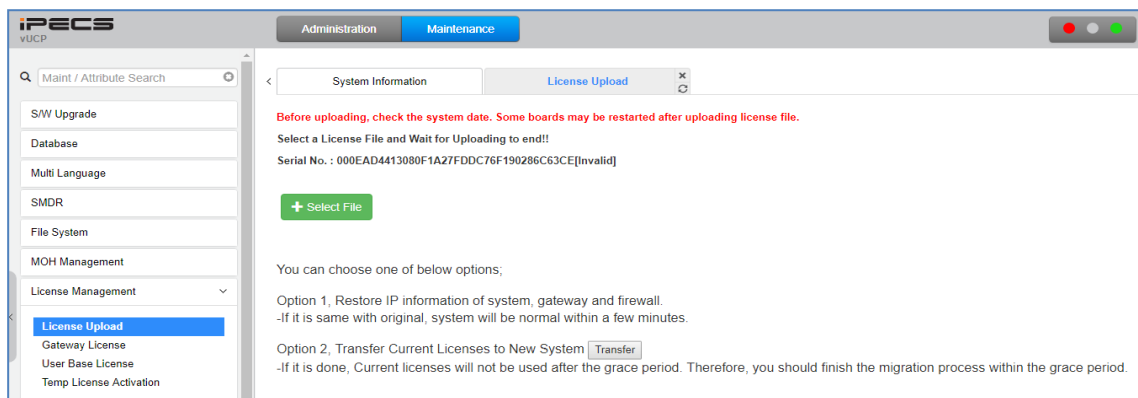 iPECS
vUCP
Administration
Maintenance
Maint / Attribute Search
S/W Upgrade
Database
Multi Language
SMDR
File System
MOH Management
License Management
License Upload
Gateway License
User Base License
Temp License Activation
System Information
License Upload
Before uploading, check the system date. Some boards may be restarted after uploading license file.
Select a License File and Wait for Uploading to end!!
Serial No. : 000EAD4413080F1A27FDDC76F190286C63CE[Invalid]
+ Select File
You can choose one of below options;
Option 1, Restore IP information of system, gateway and firewall.
-If it is same with original, system will be normal within a few minutes.
Option 2, Transfer Current Licenses to New System Transfer
-If it is done, Current licenses will not be used after the grace period. Therefore, you should finish the migration process within the grace period.